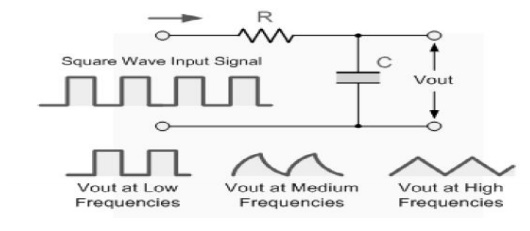 R
Square Wave Input Signal
C
Vout
Vout at Low
Frequencies
Vout at Medium
Frequencies
Vout at High
Frequencies